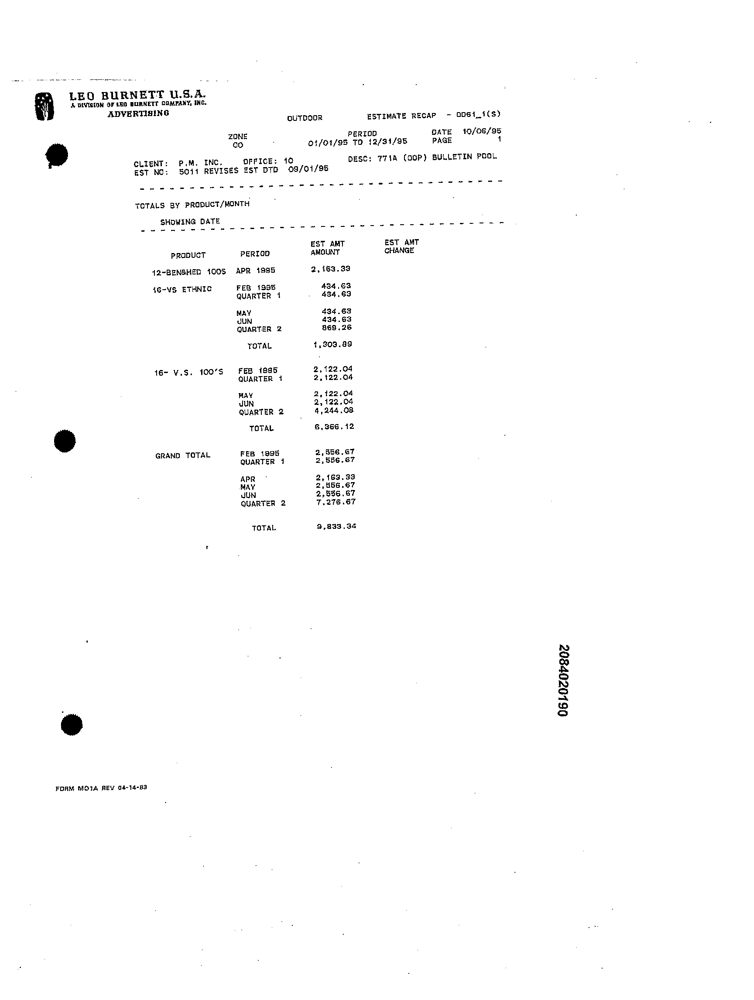 LEO BURNETT U.S.A.
A DIVISION OF LEO BURNETT COMPANY, INC.
ADVERTISING
OUTDOOR ESTIMATE RECAP - OD61_1(S)
ZONE PERIOD DATE 10/06/95
CO 01/01/95 TO 12/31/95 PAGE 1
CLIENT: P.M. INC. OFFICE: 10 DESC: 771A (OOP) BULLETIN POOL
EST NO: 5011 REVISES EST DTD 09/01/95
TOTALS BY PRODUCT/MONTH
SHOWING DATE
EST AMT EST AMT
PRODUCT PERIOD AMOUNT CHANGE
12-BEN&HED 100S APR 1995 2,163.33
16-VS ETHNIC FEB 1995 434.63
QUARTER 1 434.63
MAY 434.63
JUN 434.63
QUARTER 2 869.26
TOTAL 1,303.89
16- V.S. 100'S FEB 1995 2,122.04
QUARTER 1 2,122.04
MAY 2,122.04
JUN 2,122.04
QUARTER 2 4,244.08
TOTAL 6,366.12
GRAND TOTAL FEB 1995 2,556.67
QUARTER 1 2,556.67
APR 2,163.33
MAY 2,556.67
JUN 2,556.67
QUARTER 2 7,276.67
TOTAL 9,833.34
2084020190
FORM MO1A REV 04-14-83